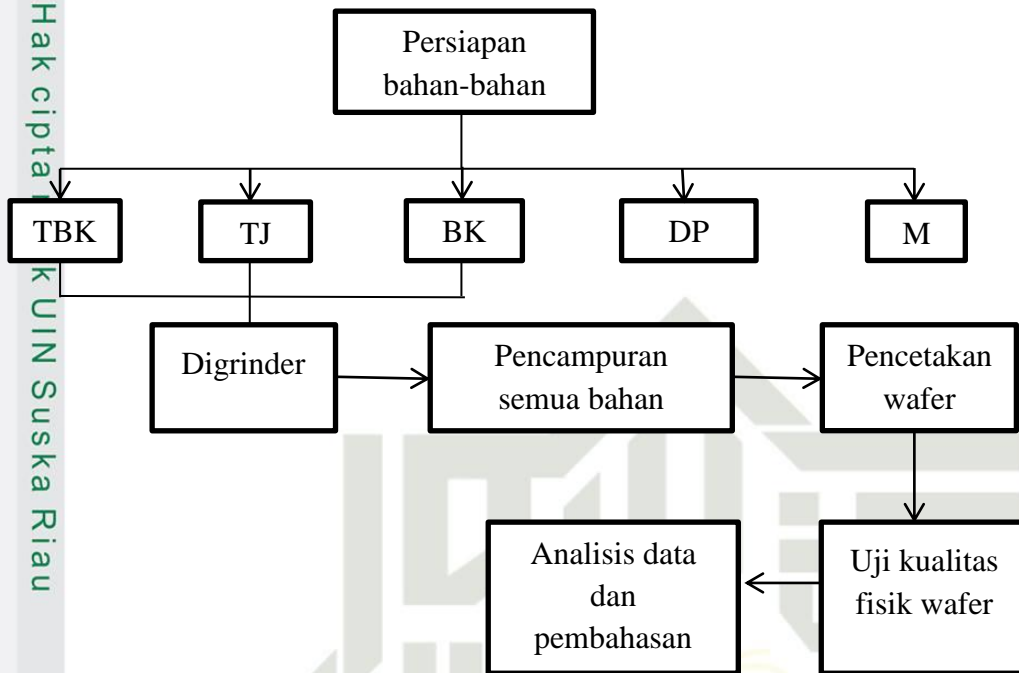 Hak cipta
k UIN Suska Riau
Persiapan
bahan-bahan
TBK
TJ
BK
DP
M
Digrinder
Pencampuran
semua bahan
Pencetakan
wafer
Analisis data
dan
pembahasan
Uji kualitas
fisik wafer